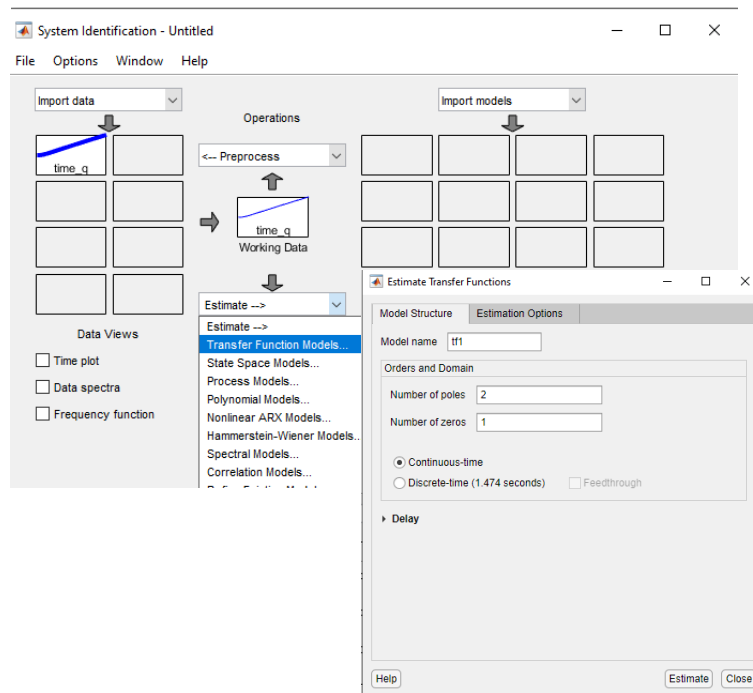 System Identification - Untitled
File Options Window Help
Import data
Import models
Operations
time_q
<-- Preprocess
time_q
Working Data
Estimate -->
Data Views
Time plot
Data spectra
Frequency function
Estimate -->
Transfer Function Models...
State Space Models...
Process Models...
Polynomial Models...
Nonlinear ARX Models...
Hammerstein-Wiener Models..
Spectral Models...
Correlation Models...
Estimate Transfer Functions
Model Structure Estimation Options
Model name tf1
Orders and Domain
Number of poles 2
Number of zeros 1
Continuous-time
Discrete-time (1.474 seconds) Feedthrough
Delay
Help Estimate Close